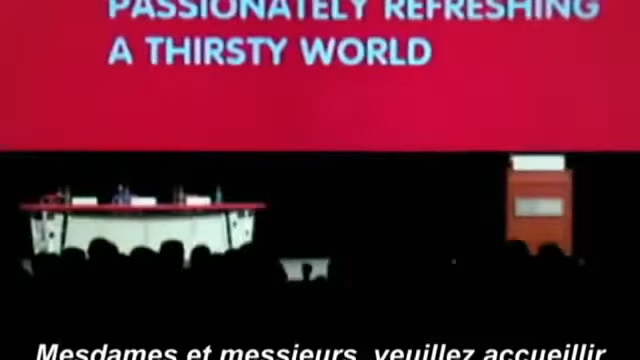 PASSIONATELY REFRESHING
A THIRSTY WORLD
Mesdames et messieurs, veuillez accueillir